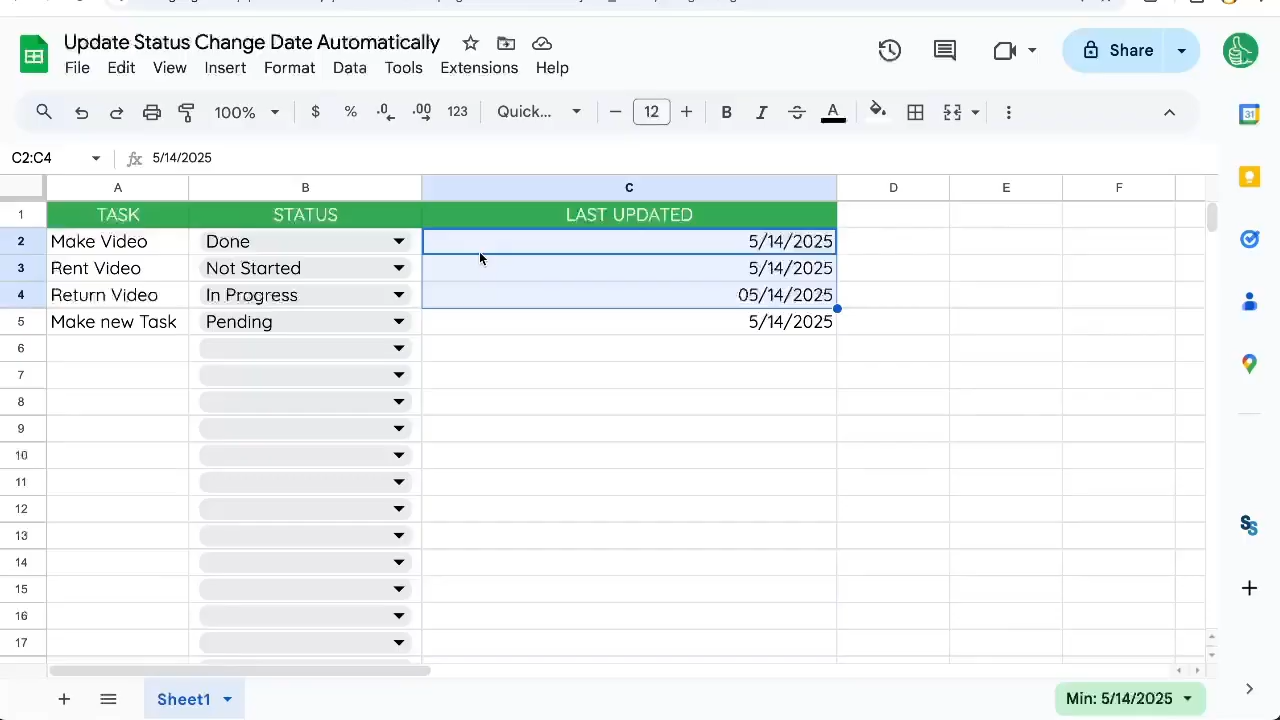 Update Status Change Date Automatically
Share
File Edit View Insert Format Data Tools Extensions Help
100% $ % .0 .00 123 Quick... 12 B I A
31
C2:C4 fx 5/14/2025
A B C D E F
1 TASK STATUS LAST UPDATED
2 Make Video Done 5/14/2025
3 Rent Video Not Started 5/14/2025
4 Return Video In Progress 05/14/2025
5 Make new Task Pending 5/14/2025
6
7
8
9
10
11
12
13
14
15
16
17
Sheet1 Min: 5/14/2025